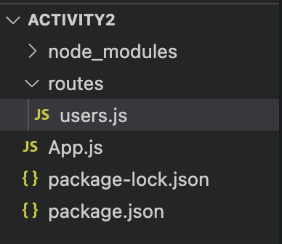 ACTIVITY2
node_modules
routes
JS users.js
JS App.js
{} package-lock.json
{} package.json